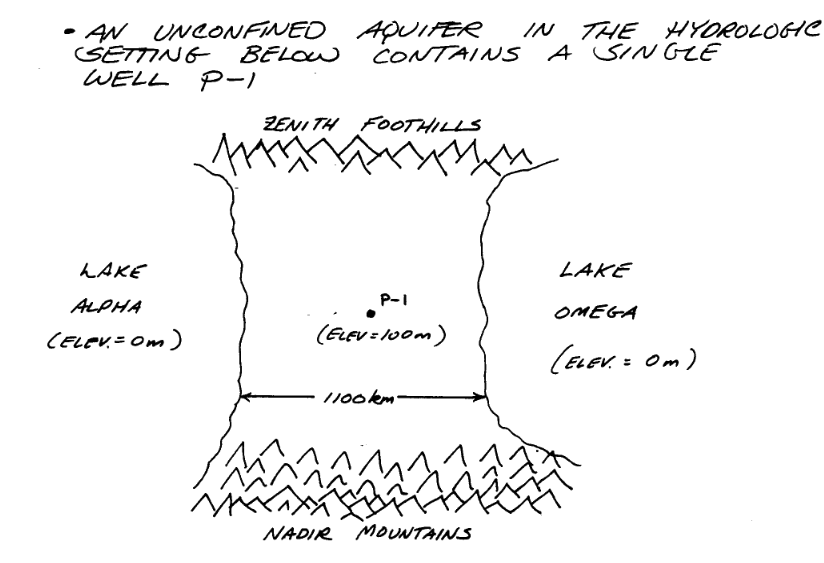 • AN UNCONFINED AQUIFER IN THE HYDROLOGIC
SETTING BELOW CONTAINS A SINGLE
WELL P-1
ZENITH FOOTHILLS
LAKE
ALPHA
(ELEV.= 0m)
P-1
(ELEV=100m)
LAKE
OMEGA
(ELEV. = 0m)
1100km
NADIR MOUNTAINS